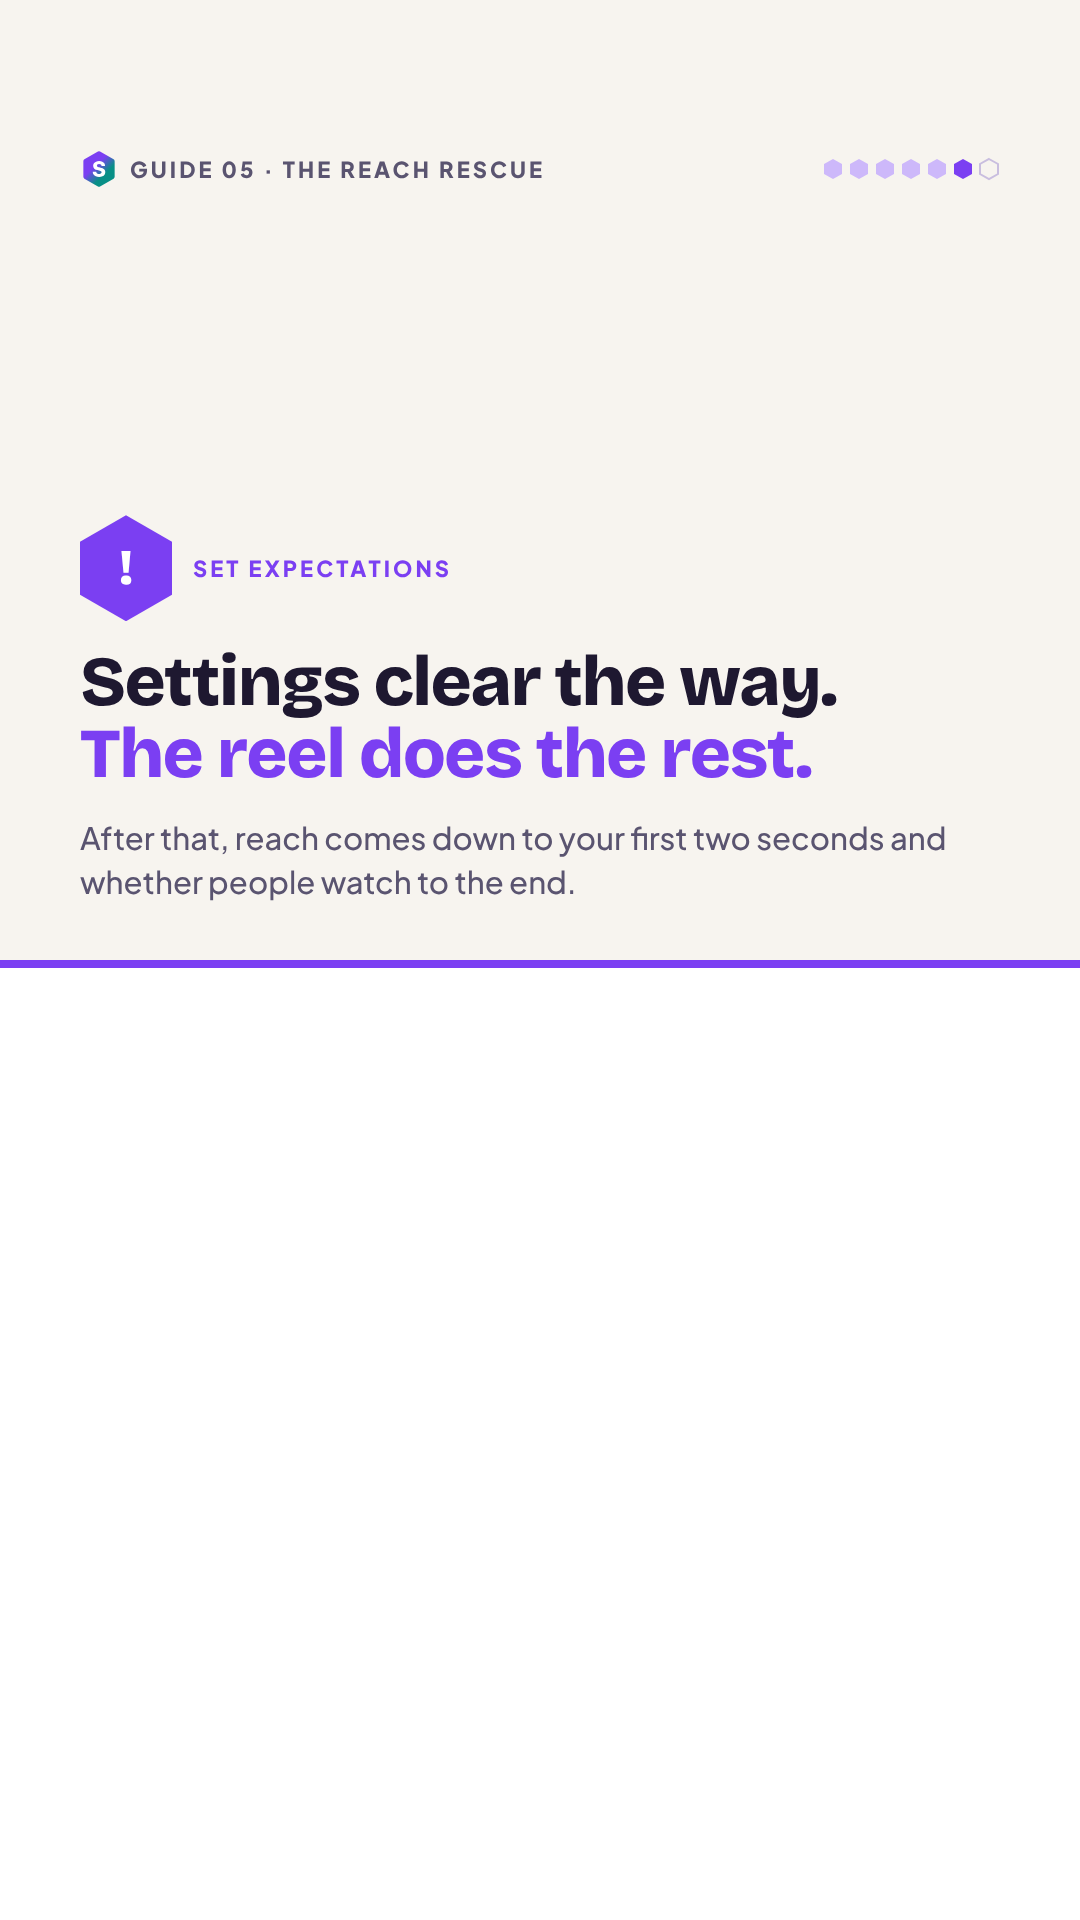 S GUIDE 05 · THE REACH RESCUE
! SET EXPECTATIONS
Settings clear the way.
The reel does the rest.
After that, reach comes down to your first two seconds and
whether people watch to the end.